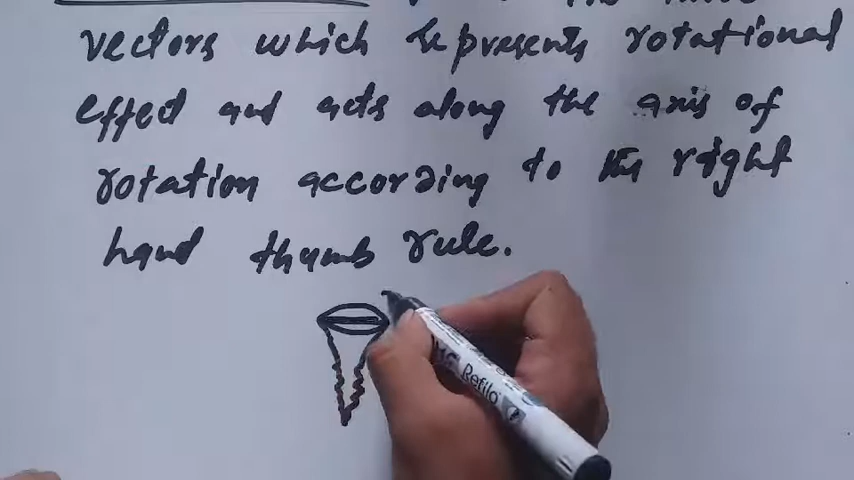 vectors which represents rotational
effect and acts along the axis of
rotation according to the right
hand thumb rule.
Refilo